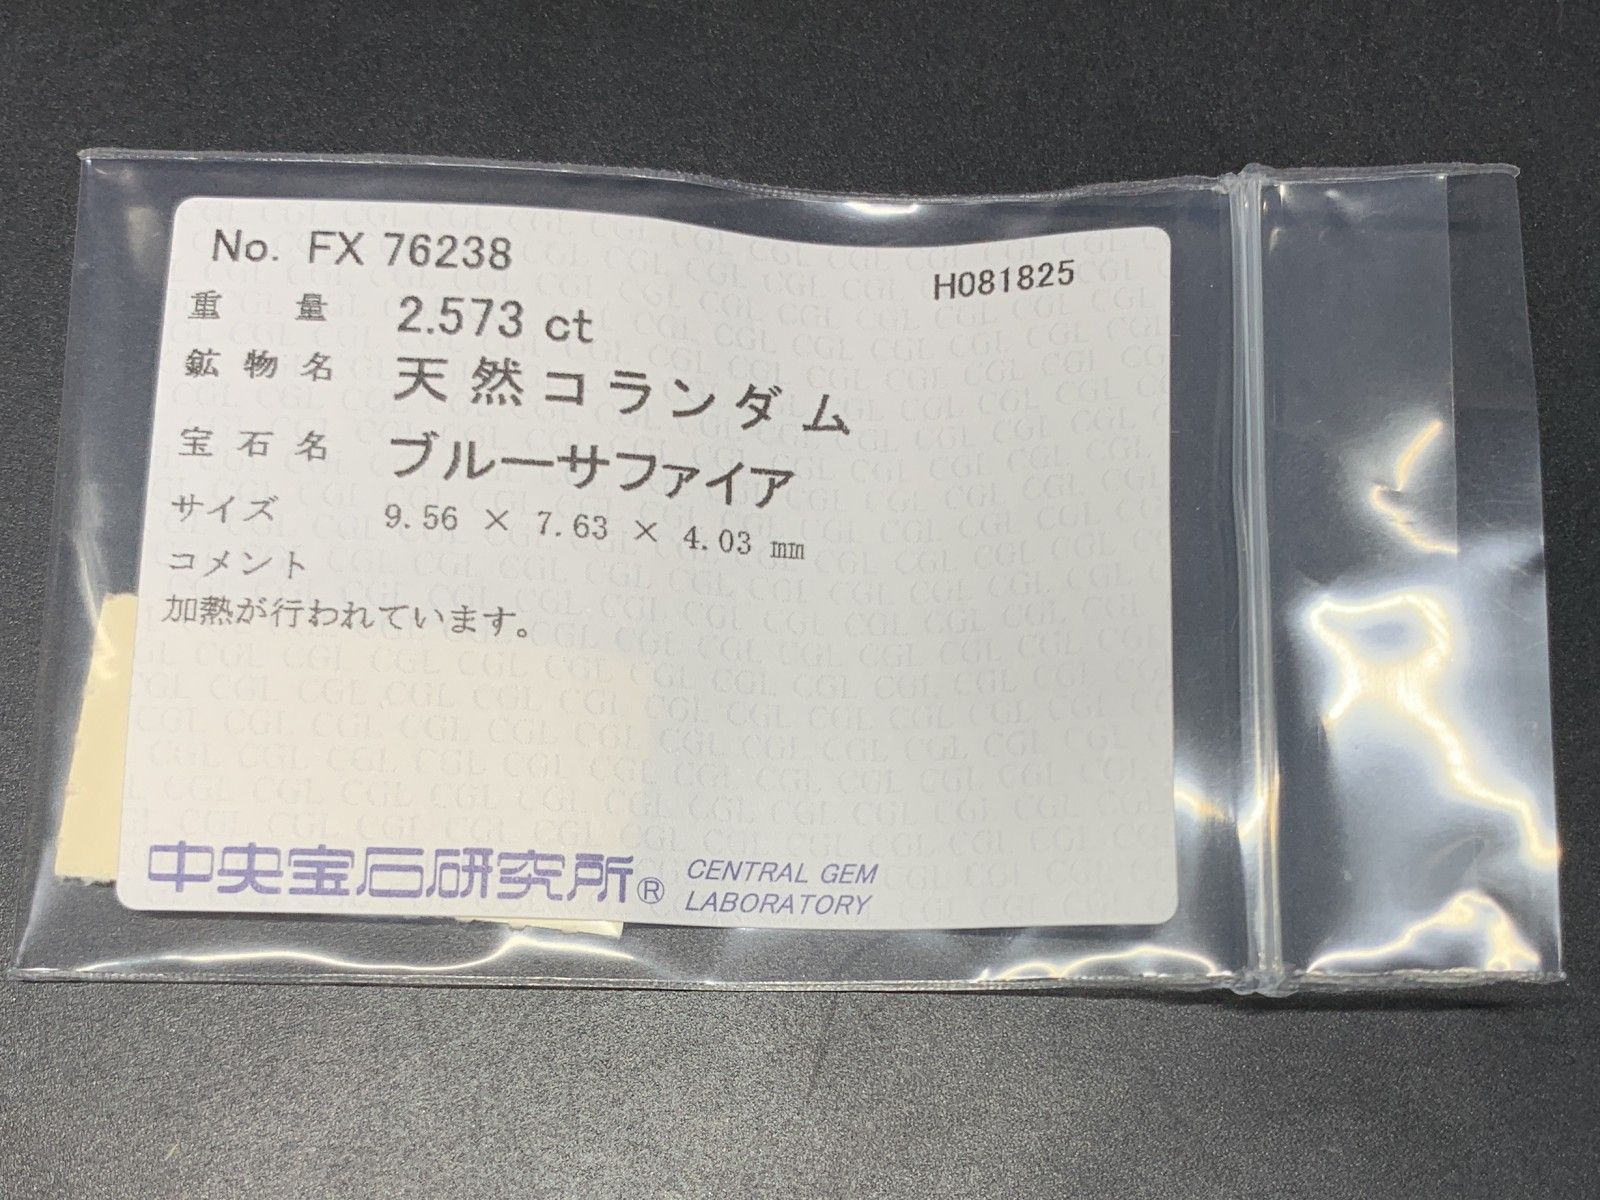 No. FX 76238
H081825
重量 2.573 ct
鉱物名 天然コランダム
宝石名 ブルーサファイア
サイズ 9.56 × 7.63 × 4.03 ㎜
コメント
加熱が行われています。
中央宝石研究所® CENTRAL GEM
LABORATORY